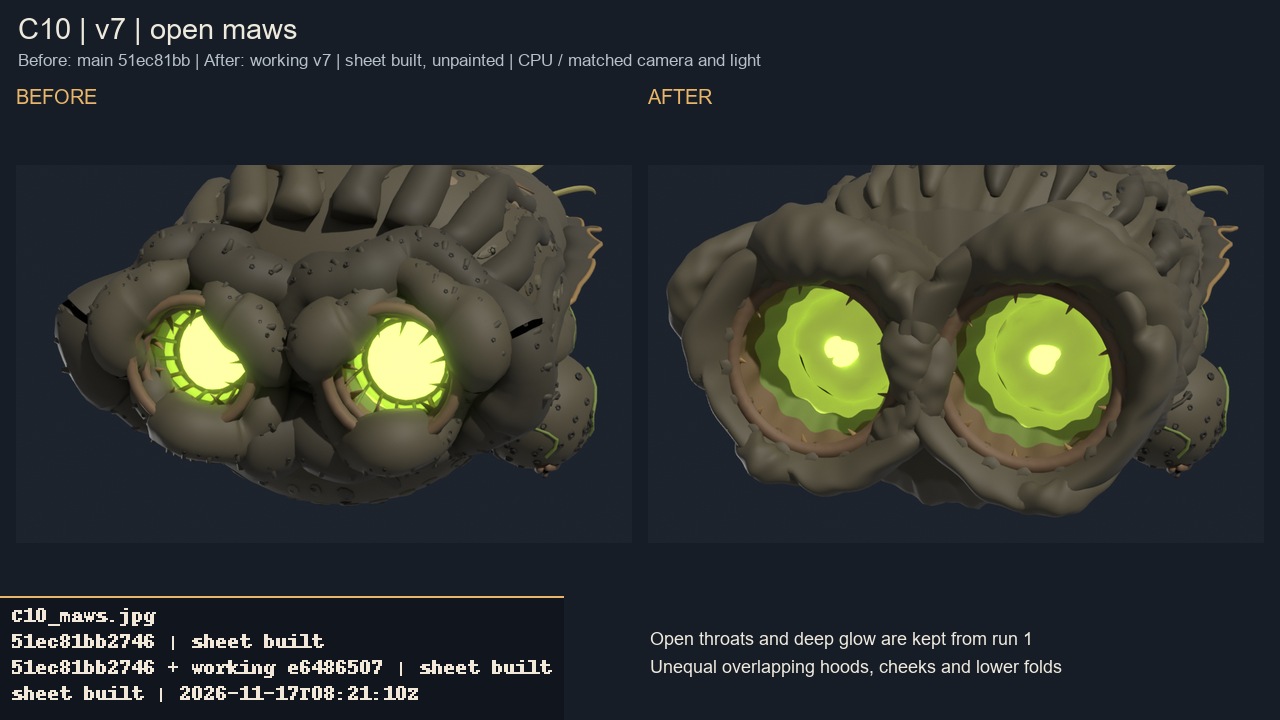 C10 | v7 | open maws
Before: main 51ec81bb | After: working v7 | sheet built, unpainted | CPU / matched camera and light
BEFORE
AFTER
C10_maws.jpg
51ec81bb2746 | sheet built
51ec81bb2746 + working e6486507 | sheet built
sheet built | 2026-11-17T08:21:10Z
Open throats and deep glow are kept from run 1
Unequal overlapping hoods, cheeks and lower folds